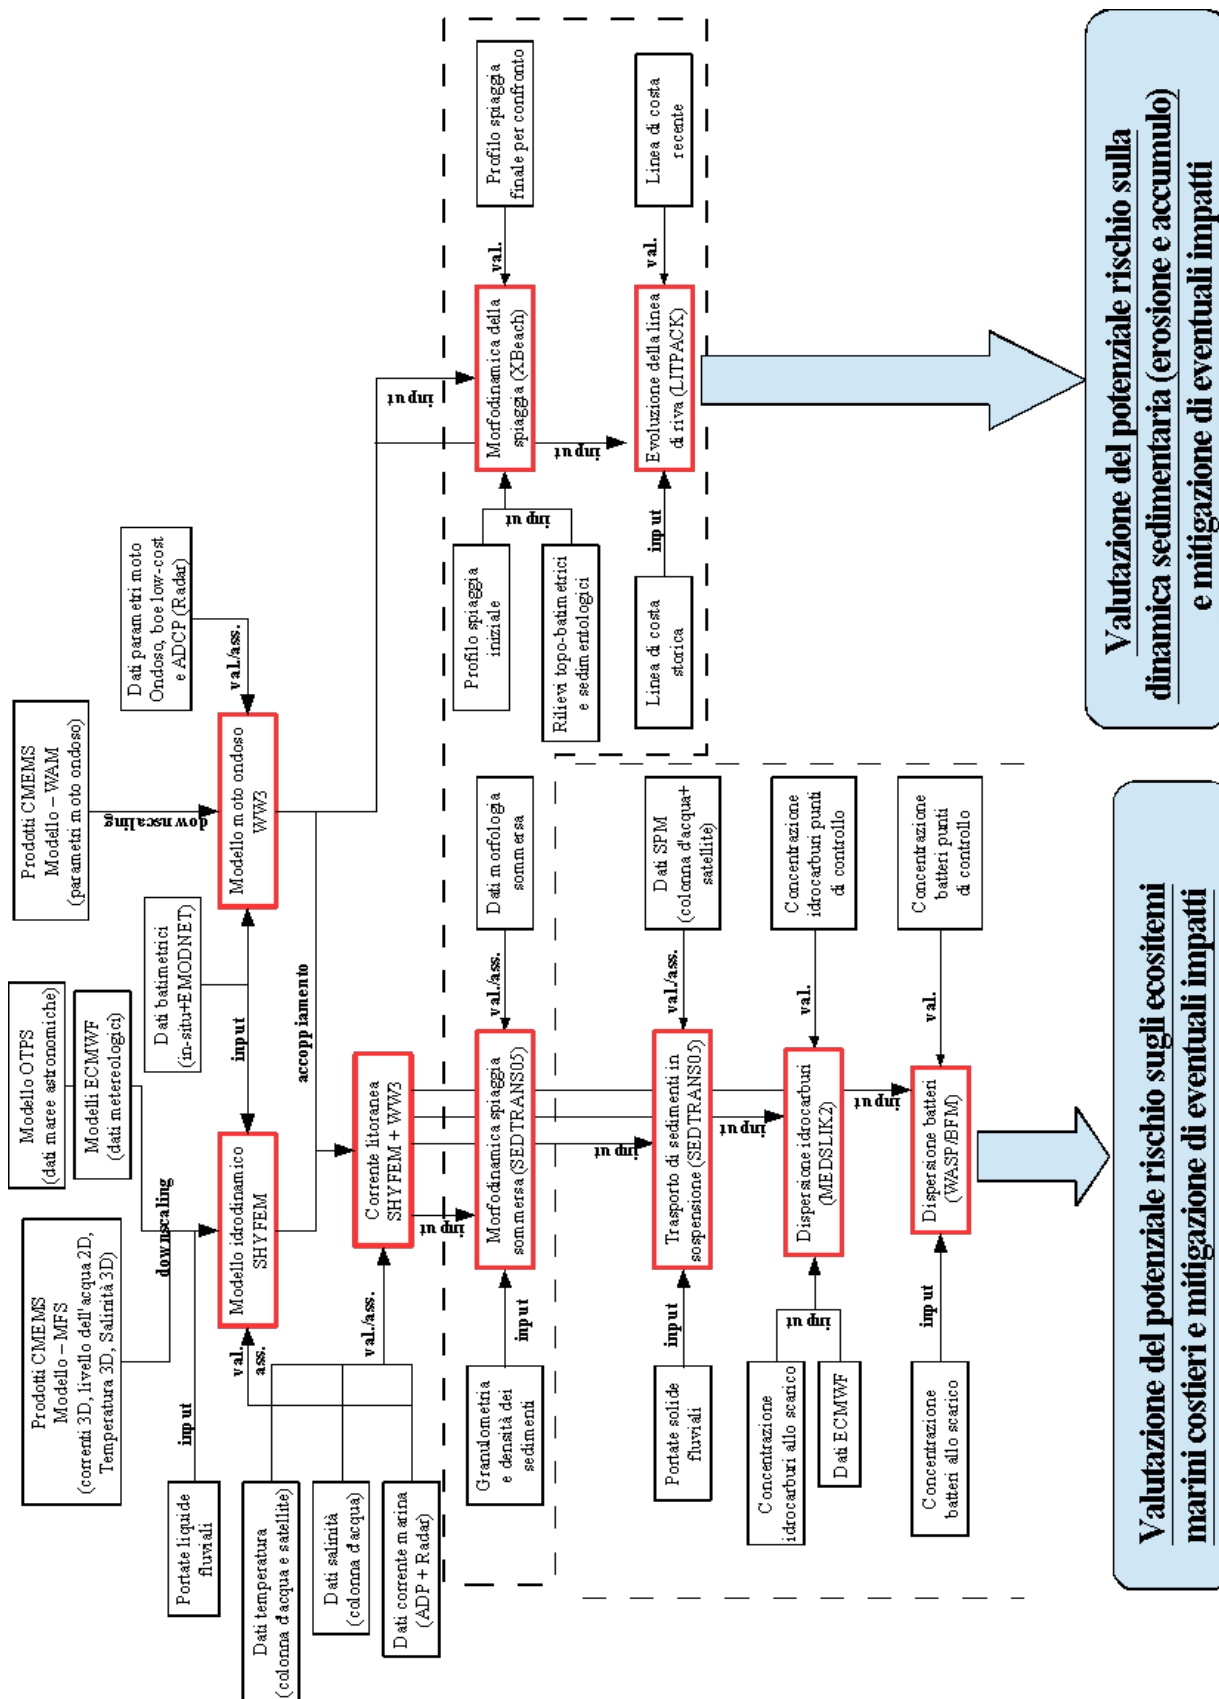 Prodotti CMEMS
Modello – MFS
(correnti 3D, livello dell'acqua 2D,
Temperatura 3D, Salinità 3D)
Modello OTPS
(dati maree astronomiche)
Modelli ECMWF
(dati metereologici)
Prodotti CMEMS
Modello – WAM
(parametri moto ondoso)
Portate liquide
fluviali
input
downscaling
Dati batimetrici
(in-situ+EMODNET)
input
downscaling
Dati parametri moto
Ondoso, boe low-cost
e ADCP (Radar)
val./ass.
Modello idrodinamico
SHYFEM
Modello moto ondoso
WW3
val.
ass.
accoppiamento
Dati temperatura
(colonna d'acqua e satellite)
Dati salinità
(colonna d'acqua)
Dati corrente marina
(ADP + Radar)
val./ass.
Corrente litoranea
SHYFEM + WW3
input
input
Granulometria
e densità dei
sedimenti
input
Morfodinamica spiaggia
sommersa (SEDTRANS05)
val./ass.
Dati morfologia
sommersa
Profilo spiaggia
iniziale
Rilievi topo-batimetrici
e sedimentologici
input
Morfodinamica della
spiaggia (XBeach)
val.
Profilo spiaggia
finale per confronto
input
Linea di costa
storica
input
Evoluzione della linea
di riva (LITPACK)
val.
Linea di costa
recente
input
Portate solide
fluviali
input
Trasporto di sedimenti in
sospensione (SEDTRANS05)
val./ass.
Dati SPM
(colonna d'acqua+
satellite)
input
Concentrazione
idrocarburi allo scarico
Dati ECMWF
input
Dispersione idrocarburi
(MEDSLIK2)
val.
Concentrazione
idrocarburi punti
di controllo
input
Concentrazione
batteri allo scarico
input
Dispersione batteri
(WASP/BFM)
val.
Concentrazione
batteri punti
di controllo
Valutazione del potenziale rischio sugli ecositemi
marini costieri e mitigazione di eventuali impatti
Valutazione del potenziale rischio sulla
dinamica sedimentaria (erosione e accumulo)
e mitigazione di eventuali impatti